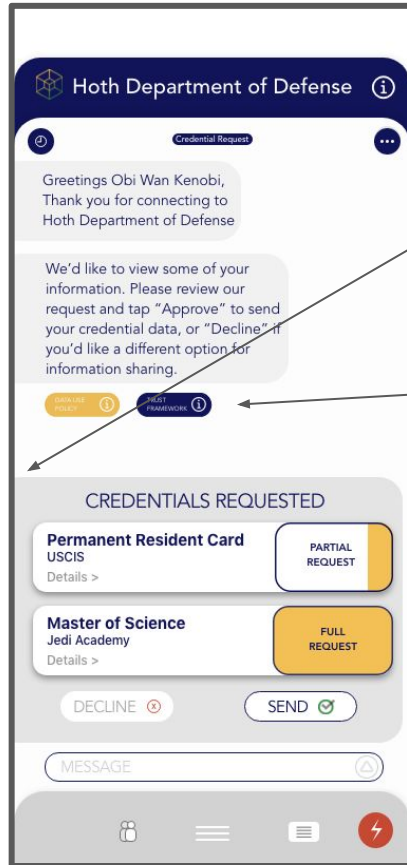 Hoth Department of Defense
Credential Request
Greetings Obi Wan Kenobi,
Thank you for connecting to
Hoth Department of Defense
We'd like to view some of your
information. Please review our
request and tap "Approve" to send
your credential data, or "Decline" if
you'd like a different option for
information sharing.
DATA USE
POLICY
TRUST
FRAMEWORK
CREDENTIALS REQUESTED
Permanent Resident Card
USCIS
Details >
PARTIAL
REQUEST
Master of Science
Jedi Academy
Details >
FULL
REQUEST
DECLINE
SEND
MESSAGE